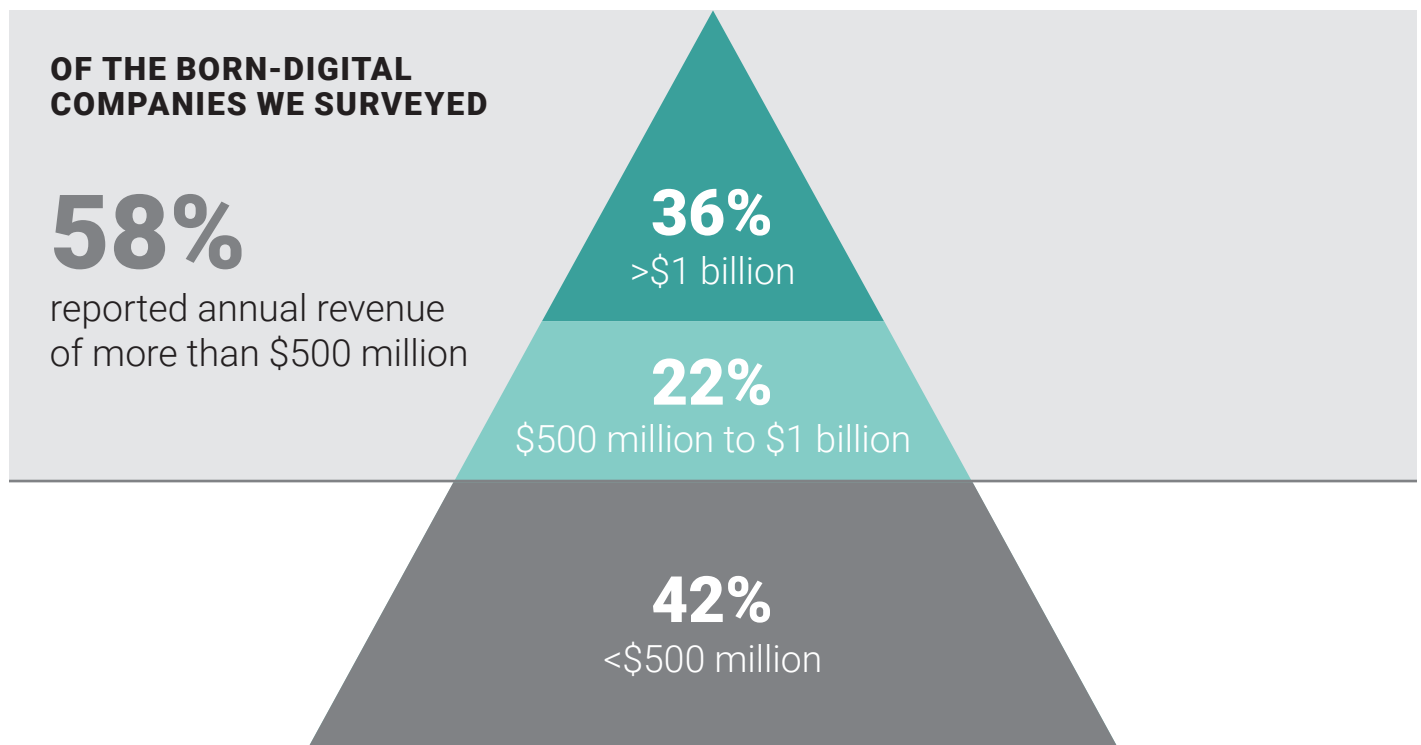 OF THE BORN-DIGITAL
COMPANIES WE SURVEYED
58%
reported annual revenue
of more than $500 million
36%
>$1 billion
22%
$500 million to $1 billion
42%
<$500 million